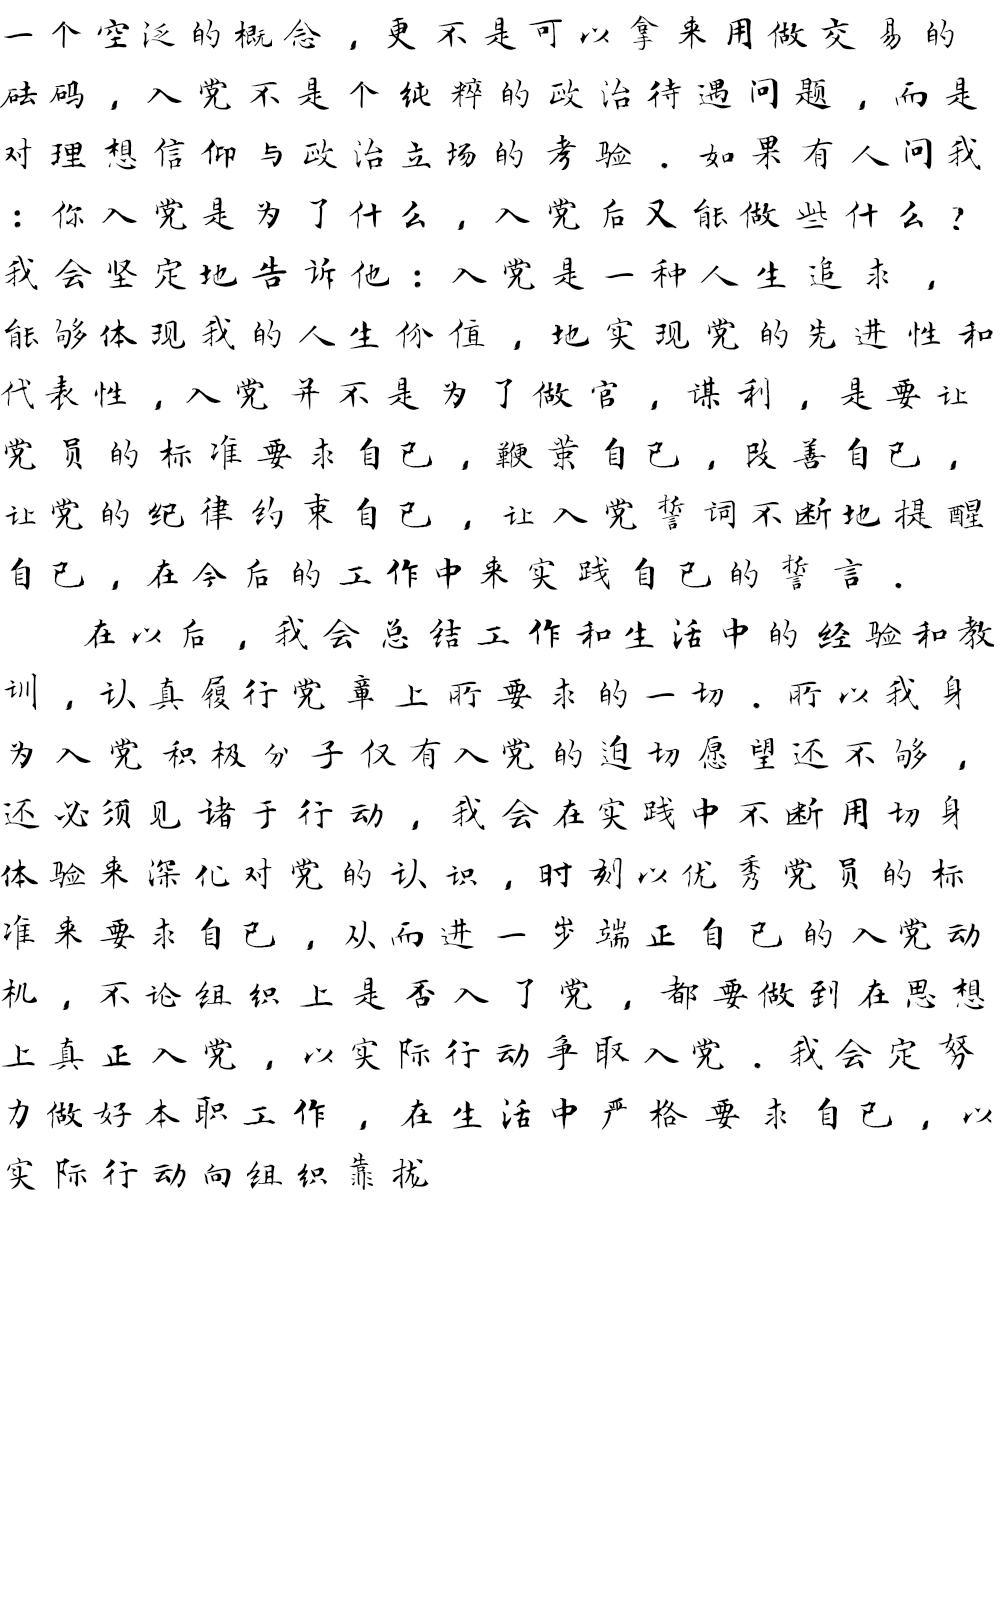 一个空泛的概念，更不是可以拿来用做交易的
砝码，入党不是个纯粹的政治待遇问题，而是
对理想信仰与政治立场的考验．如果有人问我
：你入党是为了什么，入党后又能做些什么？
我会坚定地告诉他：入党是一种人生追求，
能够体现我的人生价值，地实现党的先进性和
代表性，入党并不是为了做官，谋利，是要让
党员的标准要求自己，鞭策自己，改善自己，
让党的纪律约束自己，让入党誓词不断地提醒
自己，在今后的工作中来实践自己的誓言．
在以后，我会总结工作和生活中的经验和教
训，认真履行党章上所要求的一切．所以我身
为入党积极分子仅有入党的迫切愿望还不够，
还必须见诸于行动，我会在实践中不断用切身
体验来深化对党的认识，时刻以优秀党员的标
准来要求自己，从而进一步端正自己的入党动
机，不论组织上是否入了党，都要做到在思想
上真正入党，以实际行动争取入党．我会定努
力做好本职工作，在生活中严格要求自己，以
实际行动向组织靠拢